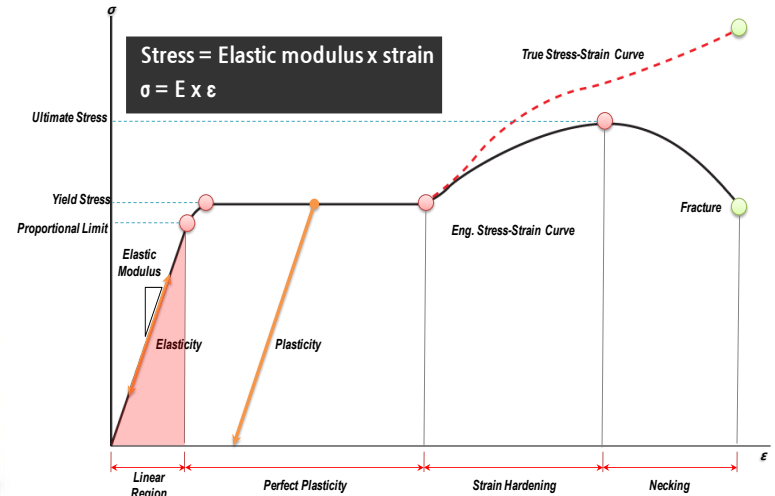 σ
Stress = Elastic modulus x strain
σ = E x ε
True Stress-Strain Curve
Ultimate Stress
Yield Stress
Proportional Limit
Fracture
Eng. Stress-Strain Curve
Elastic
Modulus
Elasticity
Plasticity
ε
Linear
Region
Perfect Plasticity
Strain Hardening
Necking